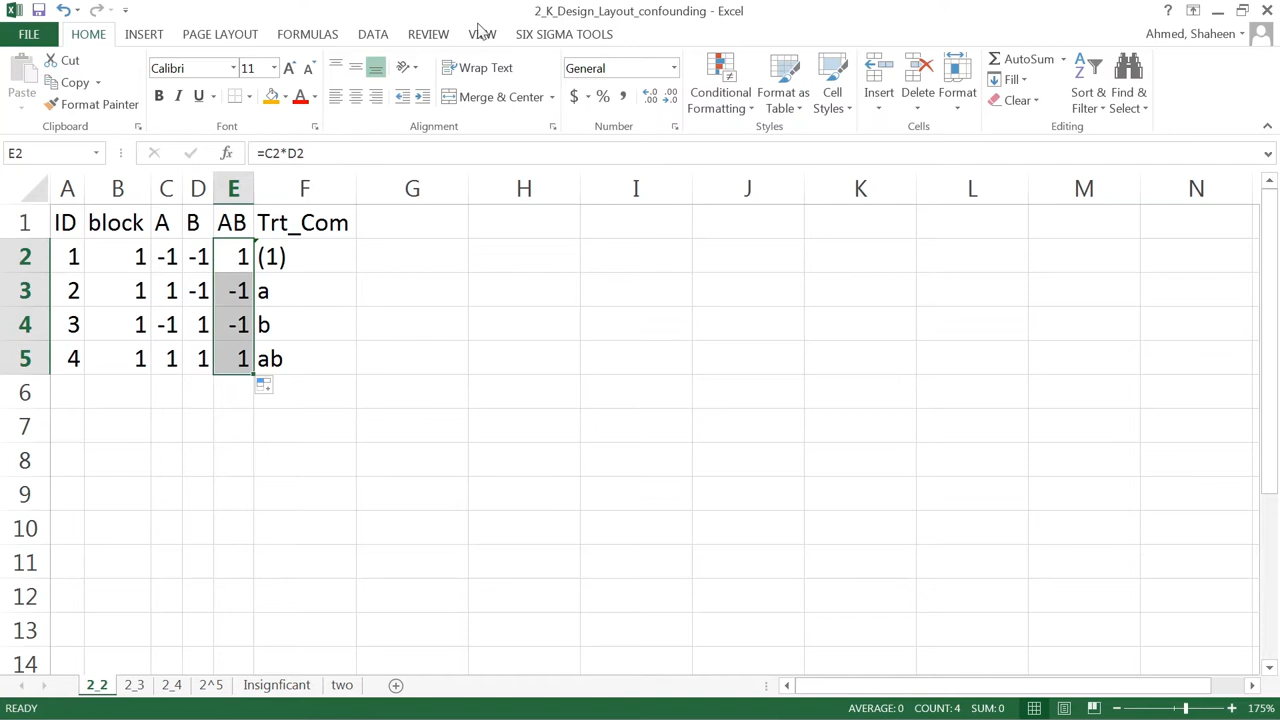 2_K_Design_Layout_confounding - Excel
FILE HOME INSERT PAGE LAYOUT FORMULAS DATA REVIEW VIEW SIX SIGMA TOOLS Ahmed, Shaheen
Paste Cut Copy Format Painter Clipboard
Calibri 11 B I U A Font
Wrap Text Merge & Center Alignment
General $ % , .00 .0 Number
Conditional Formatting Format as Table Cell Styles Styles
Insert Delete Format Cells
AutoSum Fill Clear Sort & Filter Find & Select Editing
E2 fx =C2*D2
A B C D E F G H I J K L M N
1 ID block A B AB Trt_Com
2 1 1 -1 -1 1 (1)
3 2 1 1 -1 -1 a
4 3 1 -1 1 -1 b
5 4 1 1 1 1 ab
6
7
8
9
10
11
12
13
14
2_2 2_3 2_4 2^5 Insignficant two
READY AVERAGE: 0 COUNT: 4 SUM: 0 175%